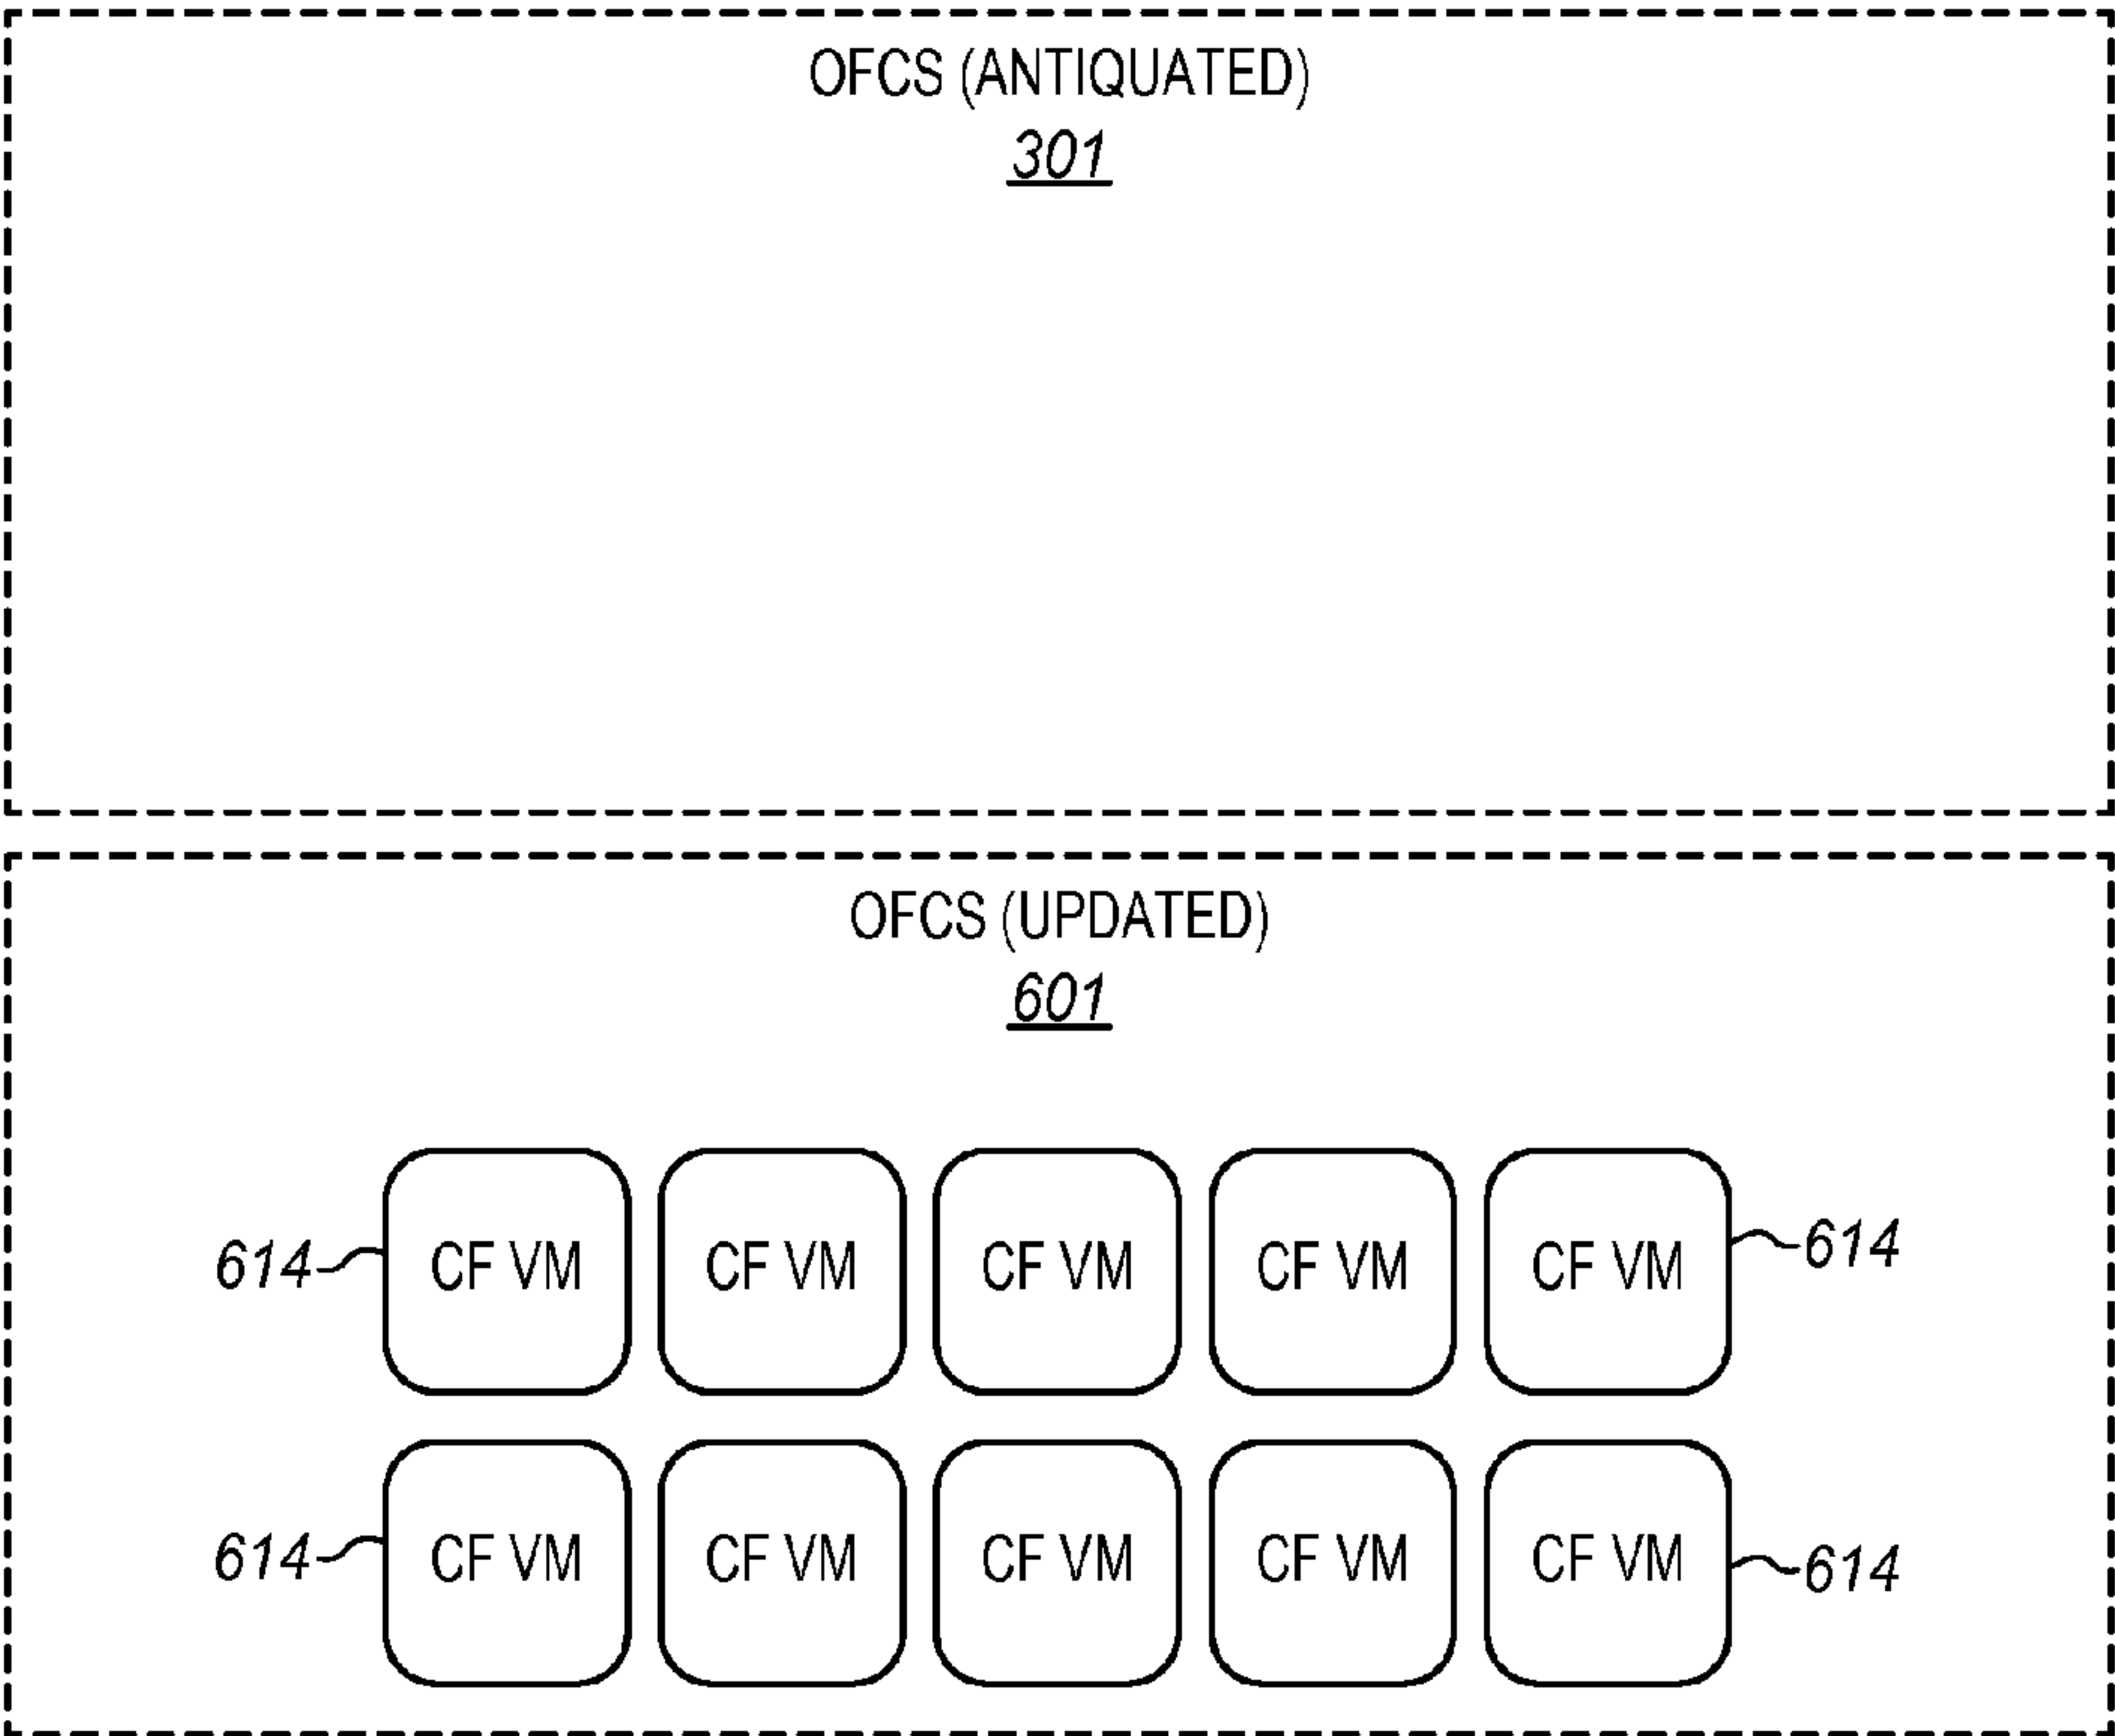 OFCS (ANTIQUATED)
301
OFCS (UPDATED)
601
614 CF VM CF VM CF VM CF VM CF VM 614
614 CF VM CF VM CF VM CF VM CF VM 614